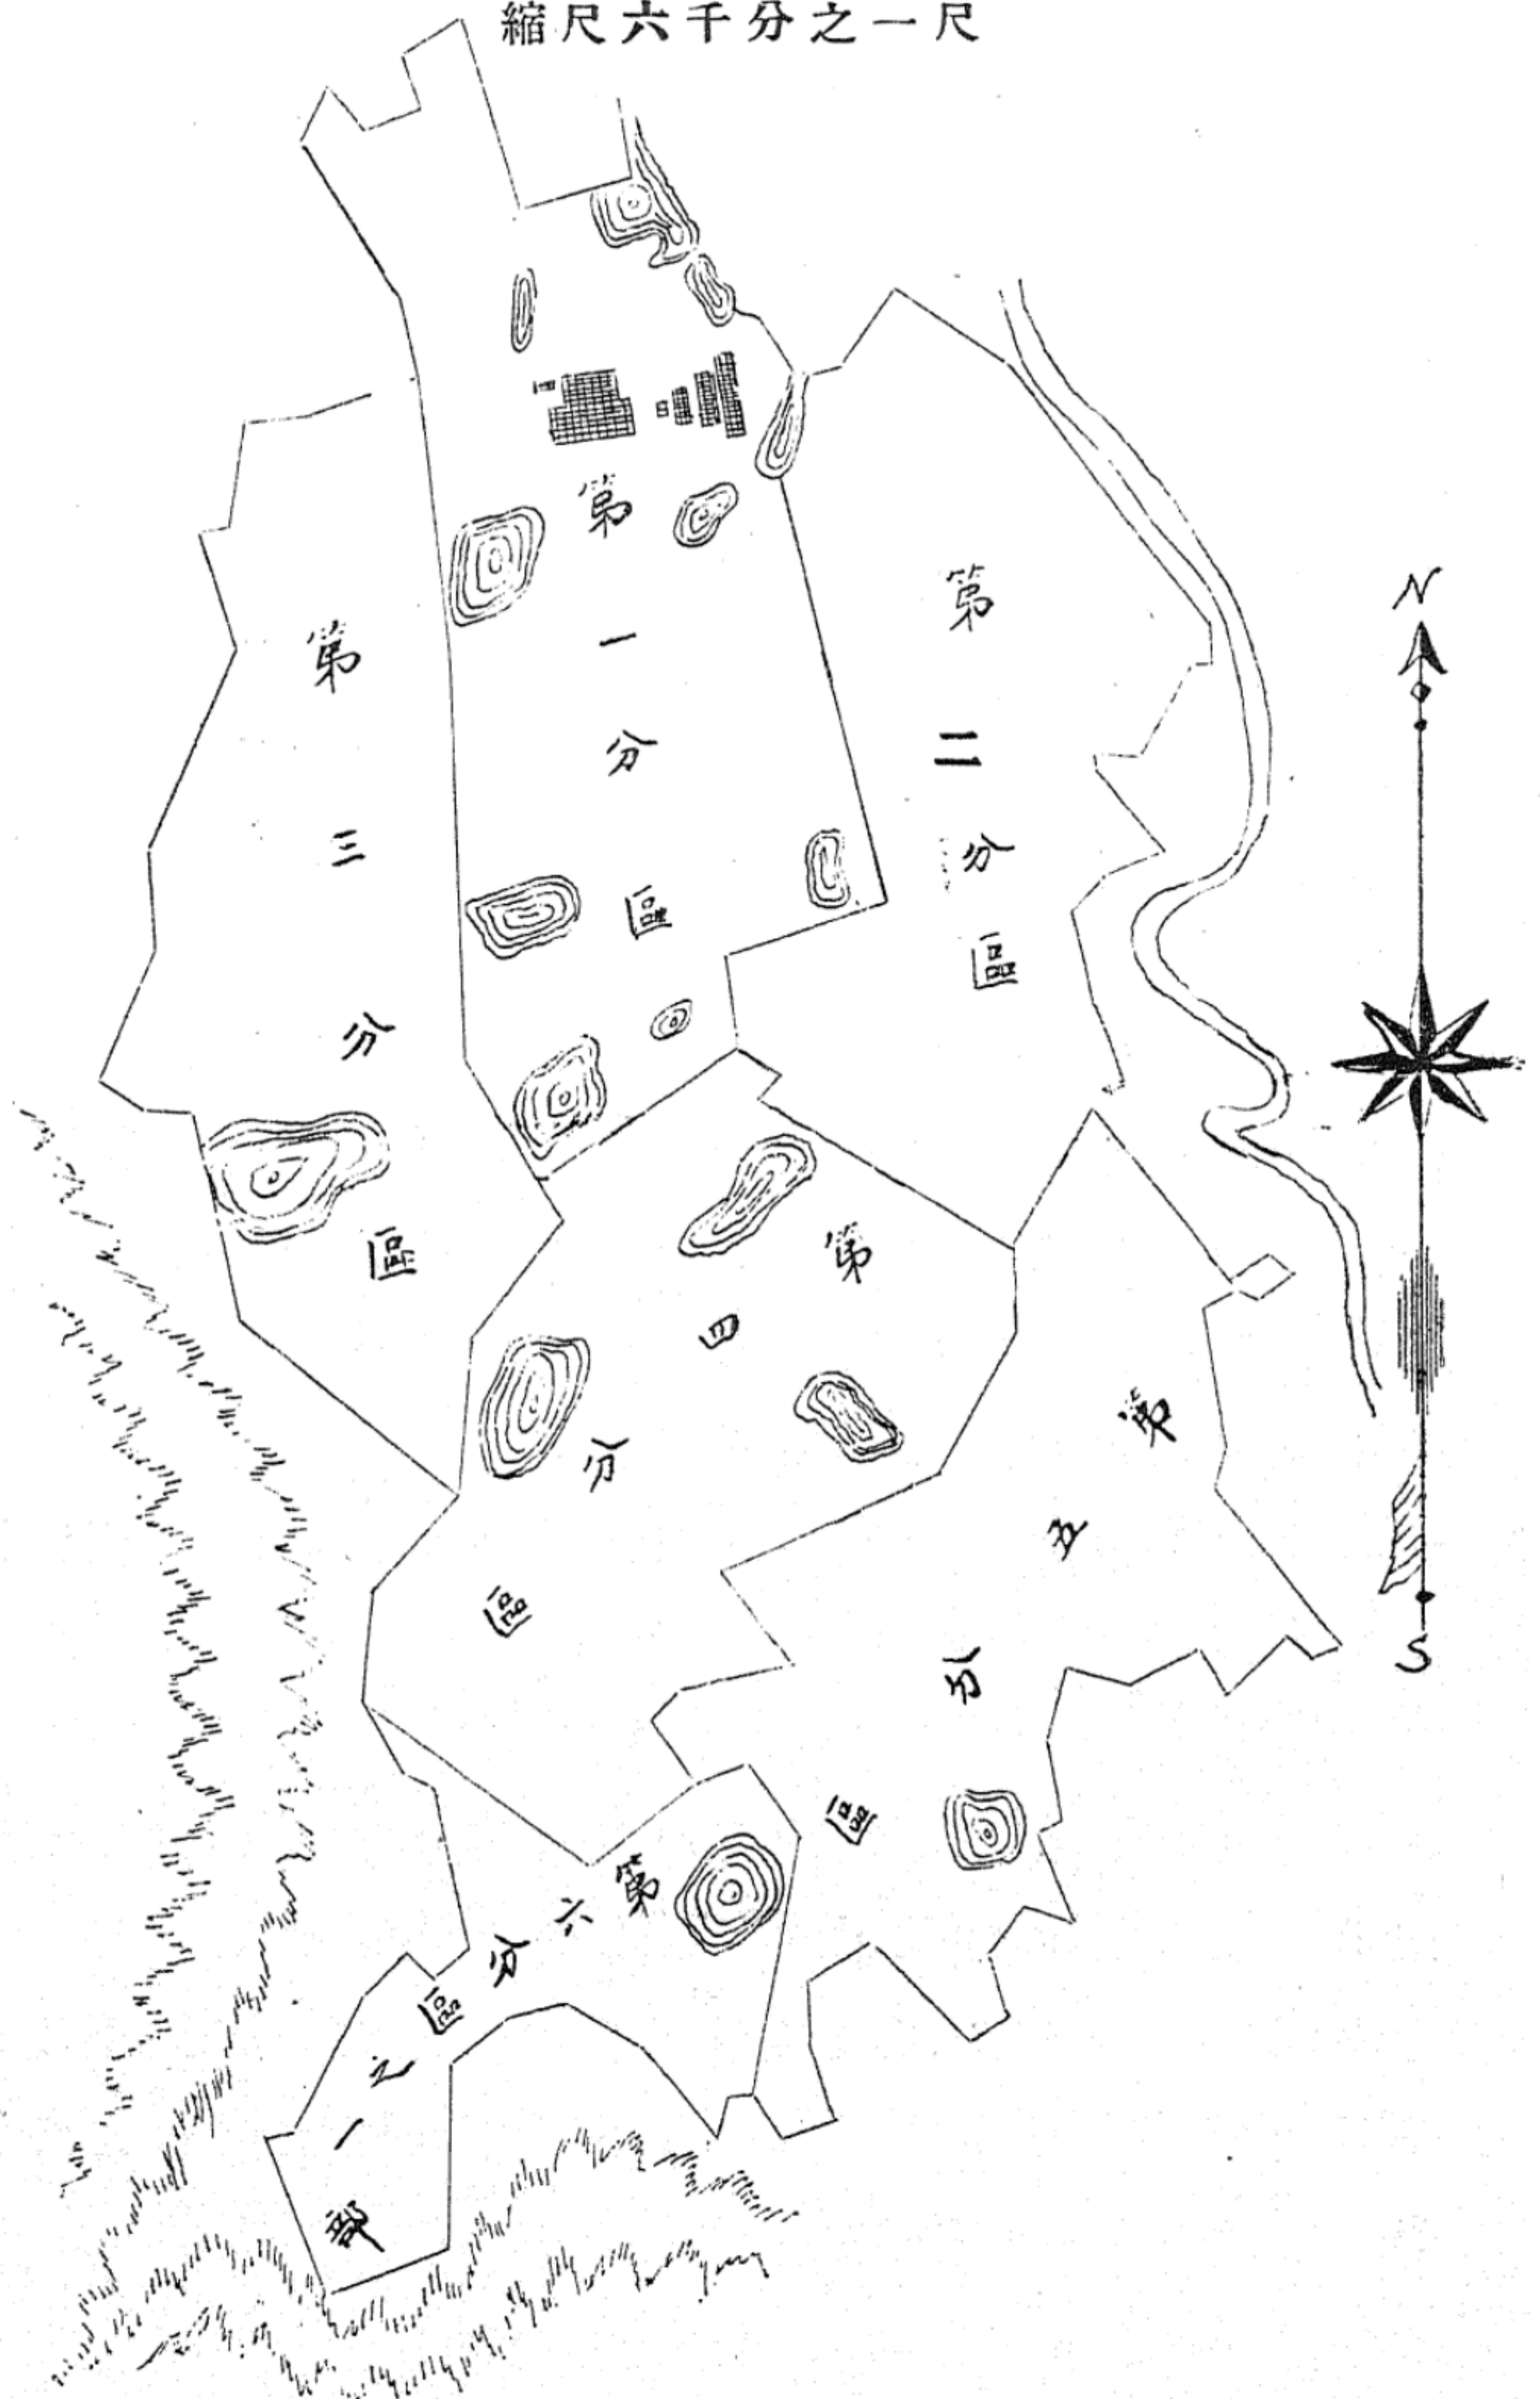 縮尺六千分之一尺
第一分區
第二分區
第三分區
第四分區
第五分區
第六分區之一部
N
S